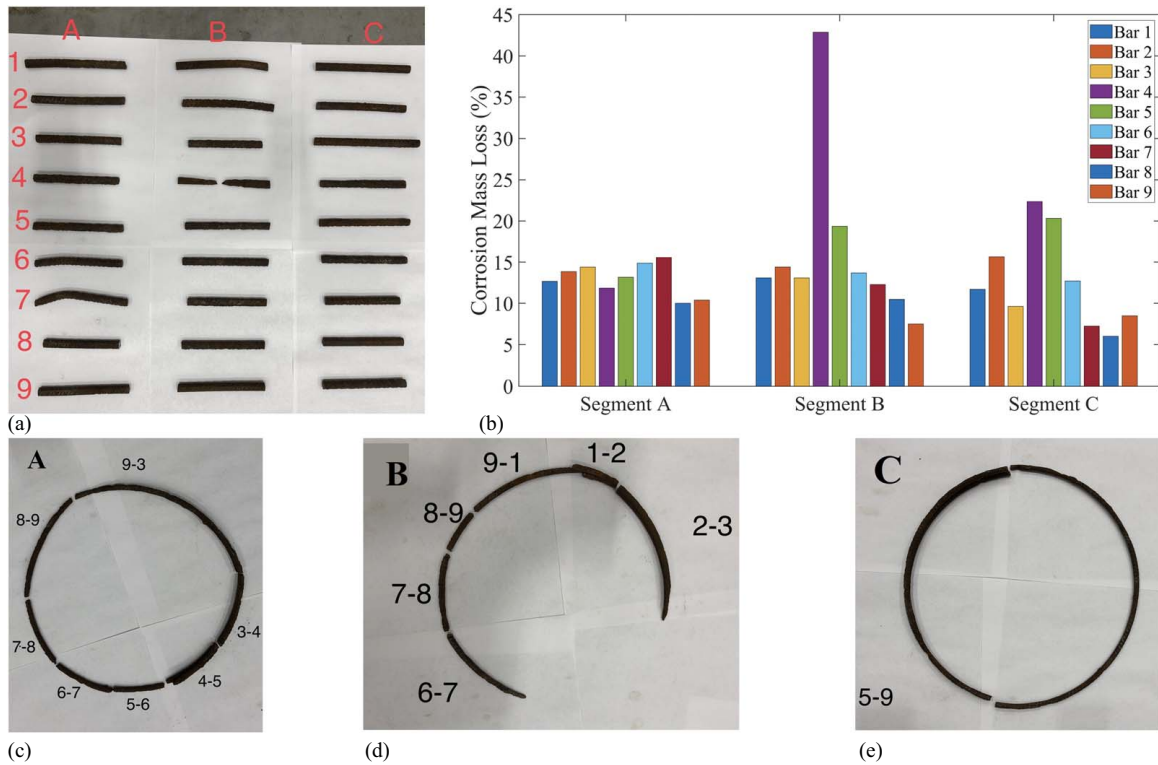 A B C
1
2
3
4
5
6
7
8
9
(a)
45
40
35
30
25
20
15
10
5
0
Corrosion Mass Loss (%)
Segment A Segment B Segment C
Bar 1
Bar 2
Bar 3
Bar 4
Bar 5
Bar 6
Bar 7
Bar 8
Bar 9
(b)
A
9-3
8-9
7-8
6-7
5-6
4-5
3-4
(c)
B
9-1
1-2
8-9
2-3
7-8
6-7
(d)
C
5-9
(e)